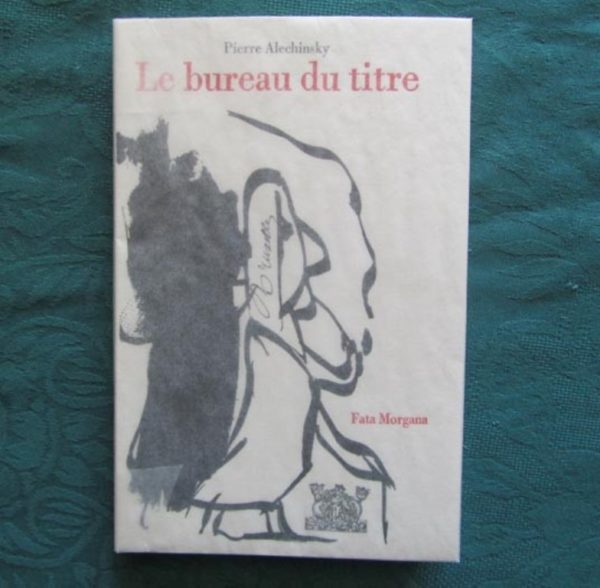 Pierre Alechinsky
Le bureau du titre
Fata Morgana